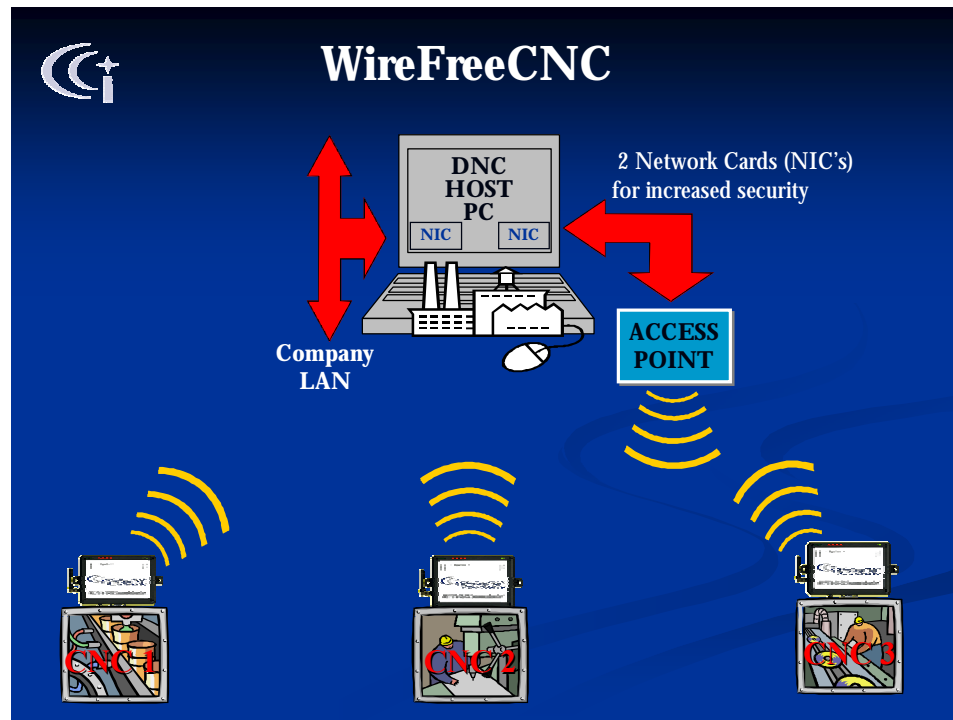 WireFreeCNC
DNC
HOST
PC
NIC
NIC
2 Network Cards (NIC's)
for increased security
Company
LAN
ACCESS
POINT
CNC 1
CNC 2
CNC 3